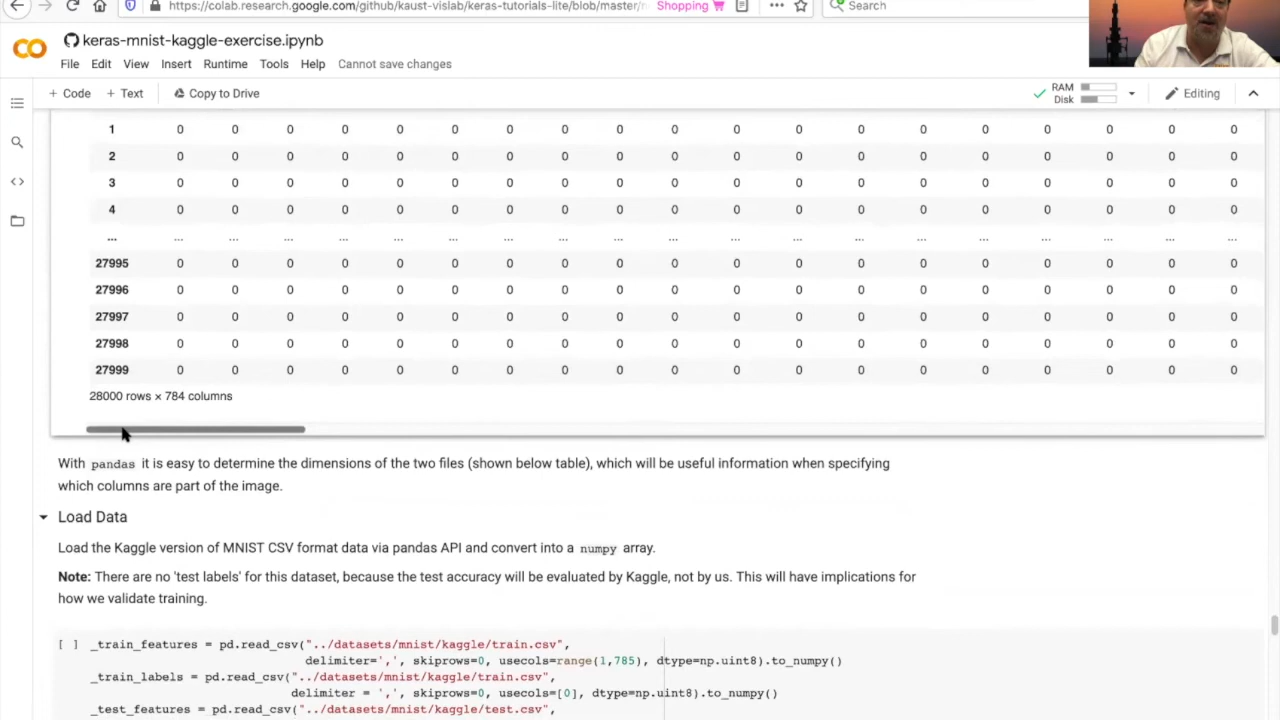 https://colab.research.google.com/github/kaust-vislab/keras-tutorials-lite/blob/master/n
Shopping
Search
keras-mnist-kaggle-exercise.ipynb
File Edit View Insert Runtime Tools Help Cannot save changes
+ Code + Text Copy to Drive
RAM
Disk
Editing
1 0 0 0 0 0 0 0 0 0 0 0 0 0 0 0 0 0 0 0
2 0 0 0 0 0 0 0 0 0 0 0 0 0 0 0 0 0 0 0
3 0 0 0 0 0 0 0 0 0 0 0 0 0 0 0 0 0 0 0
4 0 0 0 0 0 0 0 0 0 0 0 0 0 0 0 0 0 0 0
... ... ... ... ... ... ... ... ... ... ... ... ... ... ... ... ... ... ... ...
27995 0 0 0 0 0 0 0 0 0 0 0 0 0 0 0 0 0 0 0
27996 0 0 0 0 0 0 0 0 0 0 0 0 0 0 0 0 0 0 0
27997 0 0 0 0 0 0 0 0 0 0 0 0 0 0 0 0 0 0 0
27998 0 0 0 0 0 0 0 0 0 0 0 0 0 0 0 0 0 0 0
27999 0 0 0 0 0 0 0 0 0 0 0 0 0 0 0 0 0 0 0
28000 rows × 784 columns
With pandas it is easy to determine the dimensions of the two files (shown below table), which will be useful information when specifying
which columns are part of the image.
Load Data
Load the Kaggle version of MNIST CSV format data via pandas API and convert into a numpy array.
Note: There are no 'test labels' for this dataset, because the test accuracy will be evaluated by Kaggle, not by us. This will have implications for
how we validate training.
[ ] _train_features = pd.read_csv("../datasets/mnist/kaggle/train.csv",
delimiter=',', skiprows=0, usecols=range(1,785), dtype=np.uint8).to_numpy()
_train_labels = pd.read_csv("../datasets/mnist/kaggle/train.csv",
delimiter = ',', skiprows=0, usecols=[0], dtype=np.uint8).to_numpy()
_test_features = pd.read_csv("../datasets/mnist/kaggle/test.csv",